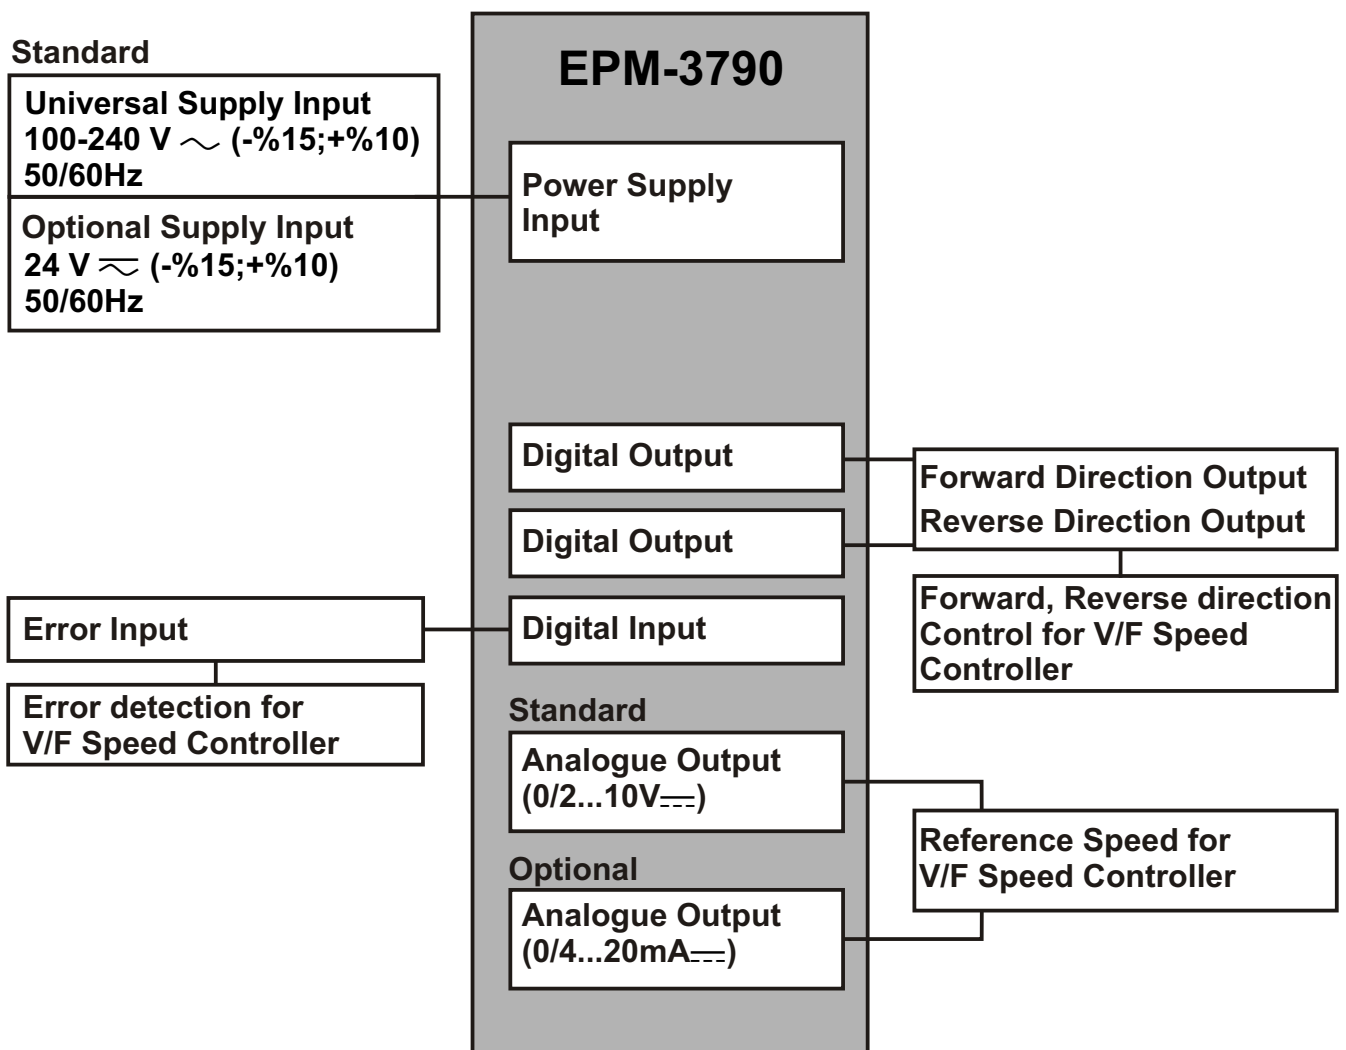 EPM-3790
Standard
Universal Supply Input
100-240 V ~ (-%15;+%10)
50/60Hz
Optional Supply Input
24 V ⏦ (-%15;+%10)
50/60Hz
Power Supply
Input
Digital Output
Digital Output
Forward Direction Output
Reverse Direction Output
Forward, Reverse direction
Control for V/F Speed
Controller
Error Input
Digital Input
Error detection for
V/F Speed Controller
Standard
Analogue Output
(0/2...10V⎓)
Optional
Analogue Output
(0/4...20mA⎓)
Reference Speed for
V/F Speed Controller